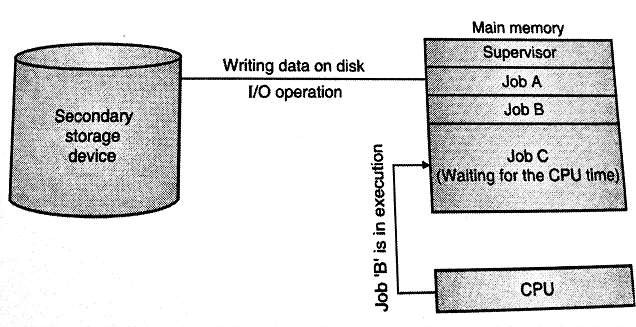 Main memory
Supervisor
Writing data on disk
Job A
I/O operation
Job B
Secondary
storage
device
Job C
(Waiting for the CPU time)
Job 'B' is in execution
CPU